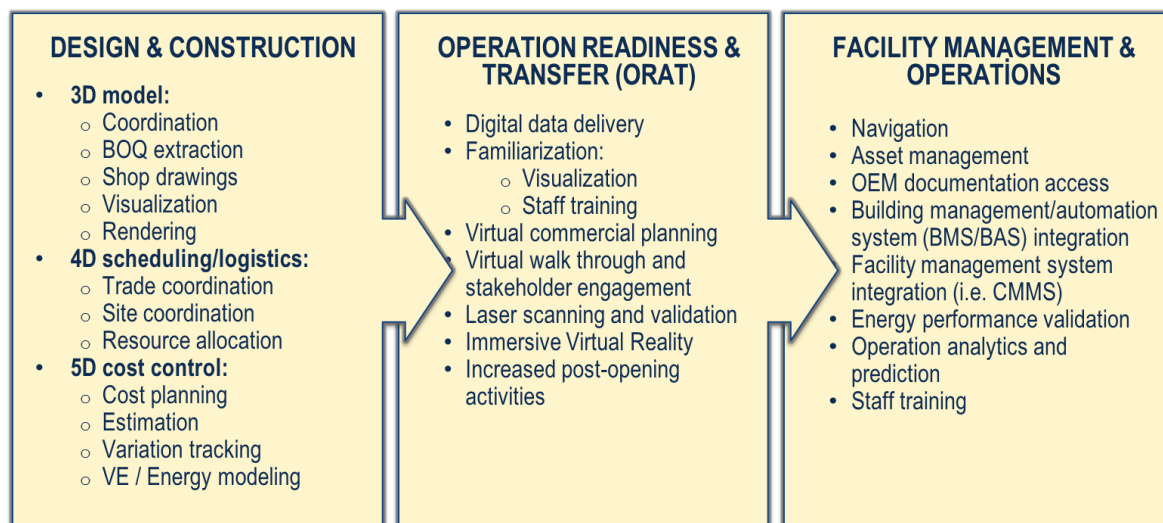 DESIGN & CONSTRUCTION
• 3D model:
o Coordination
o BOQ extraction
o Shop drawings
o Visualization
o Rendering
• 4D scheduling/logistics:
o Trade coordination
o Site coordination
o Resource allocation
• 5D cost control:
o Cost planning
o Estimation
o Variation tracking
o VE / Energy modeling
OPERATION READINESS &
TRANSFER (ORAT)
• Digital data delivery
• Familiarization:
o Visualization
o Staff training
• Virtual commercial planning
• Virtual walk through and
stakeholder engagement
• Laser scanning and validation
• Immersive Virtual Reality
• Increased post-opening
activities
FACILITY MANAGEMENT &
OPERATIONS
• Navigation
• Asset management
• OEM documentation access
• Building management/automation
system (BMS/BAS) integration
Facility management system
integration (i.e. CMMS)
• Energy performance validation
• Operation analytics and
prediction
• Staff training